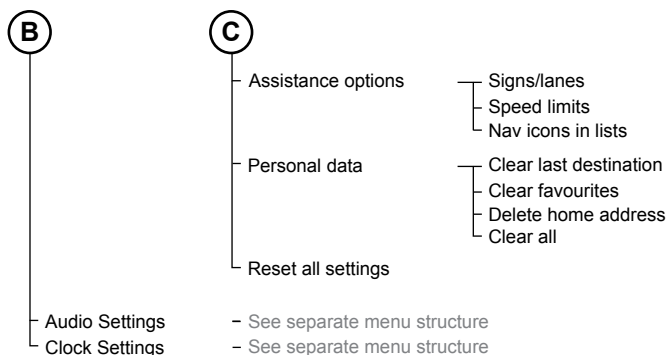 B C
Assistance options Signs/lanes
Speed limits
Nav icons in lists
Personal data Clear last destination
Clear favourites
Delete home address
Clear all
Reset all settings
Audio Settings – See separate menu structure
Clock Settings – See separate menu structure